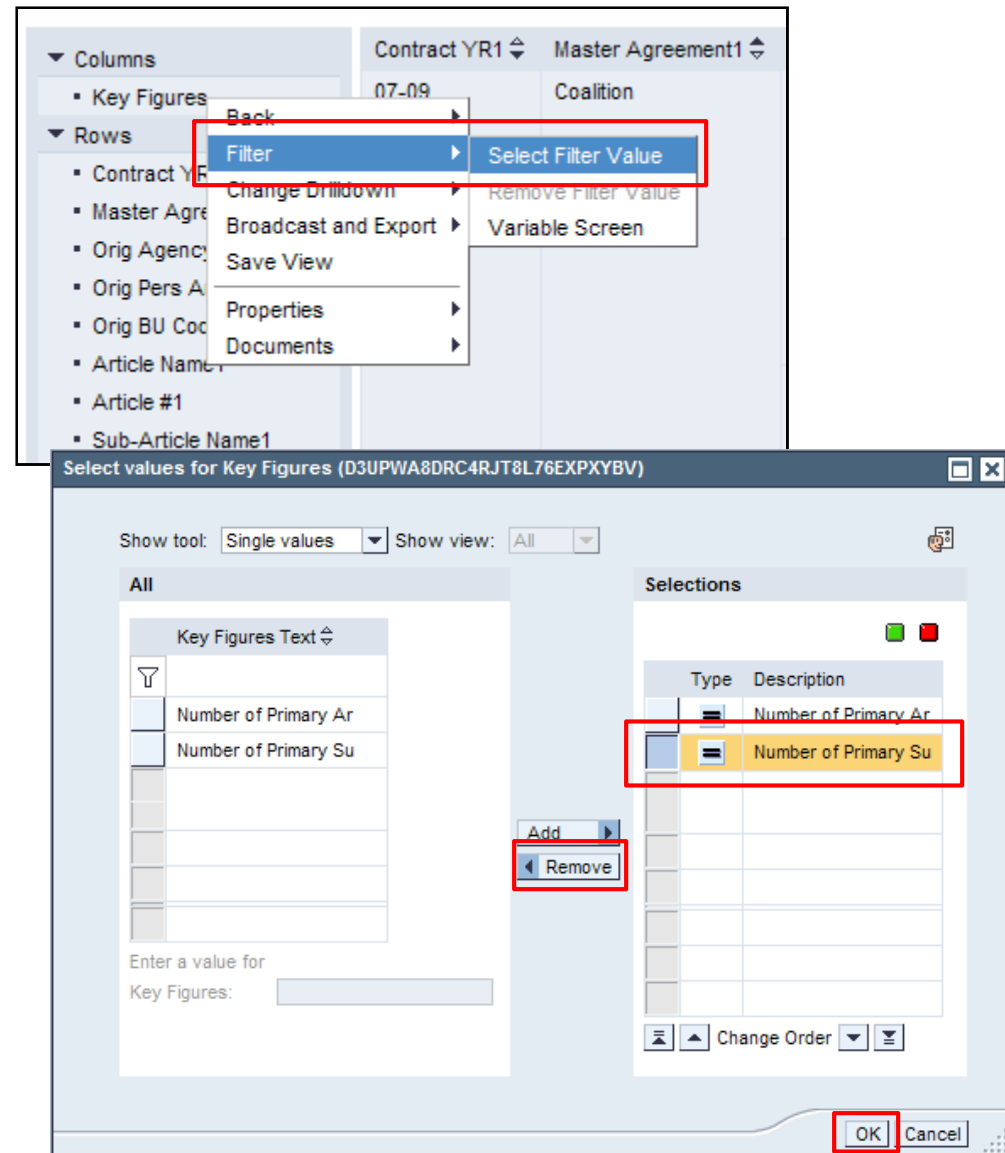 Columns
Key Figures
Rows
Contract YR
Master Agre
Orig Agency
Orig Pers A
Orig BU Cod
Article Name1
Article #1
Sub-Article Name1
Contract YR1 Master Agreement1
07-09 Coalition
Back
Filter
Change Drilldown
Broadcast and Export
Save View
Properties
Documents
Select Filter Value
Remove Filter Value
Variable Screen
Select values for Key Figures (D3UPWA8DRC4RJT8L76EXPXYBV)
Show tool: Single values Show view: All
All
Key Figures Text
Number of Primary Ar
Number of Primary Su
Enter a value for
Key Figures:
Add
Remove
Selections
Type Description
Number of Primary Ar
Number of Primary Su
Change Order
OK Cancel